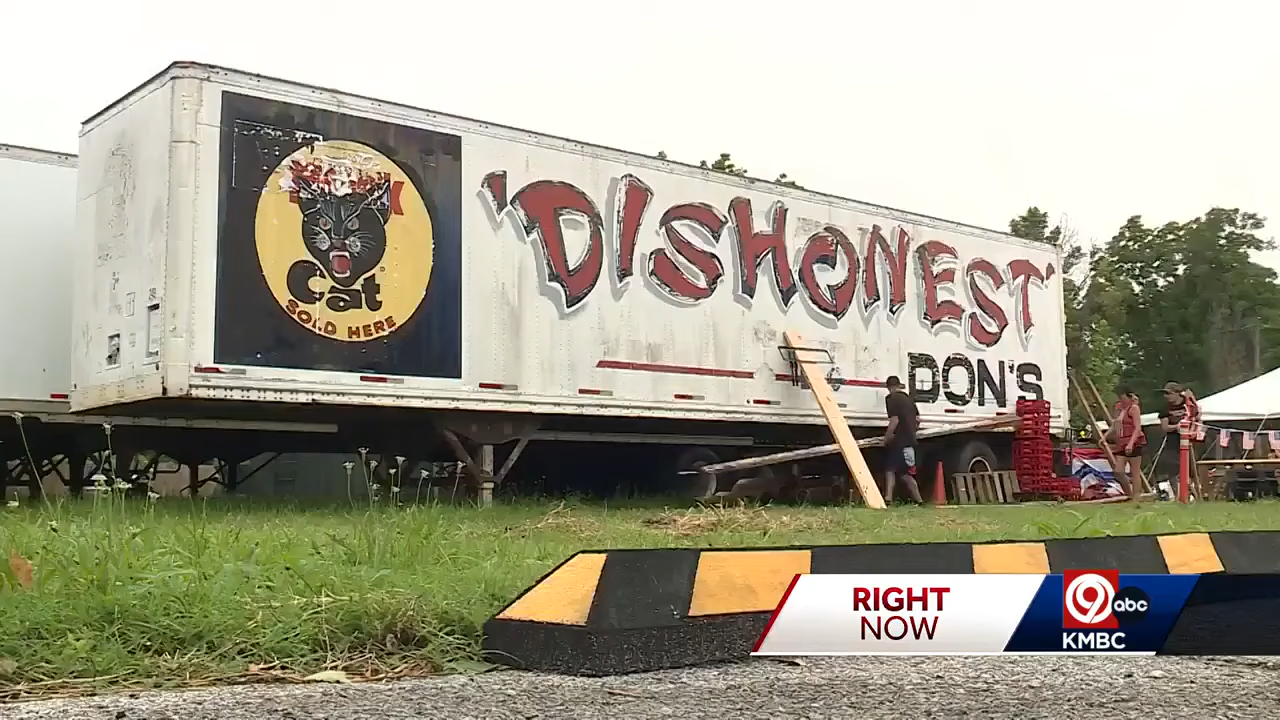 Cat
SOLD HERE
'DISHONEST'
DON'S
RIGHT
NOW
9 abc
KMBC